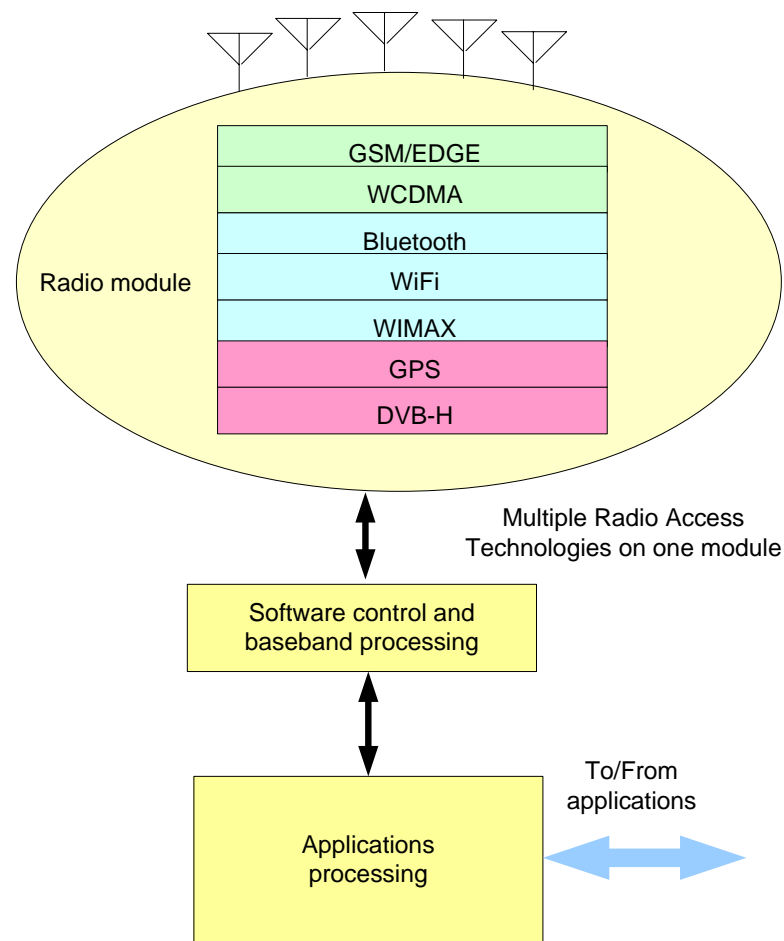 GSM/EDGE
WCDMA
Bluetooth
WiFi
WIMAX
GPS
DVB-H
Radio module
Multiple Radio Access
Technologies on one module
Software control and
baseband processing
To/From
applications
Applications
processing